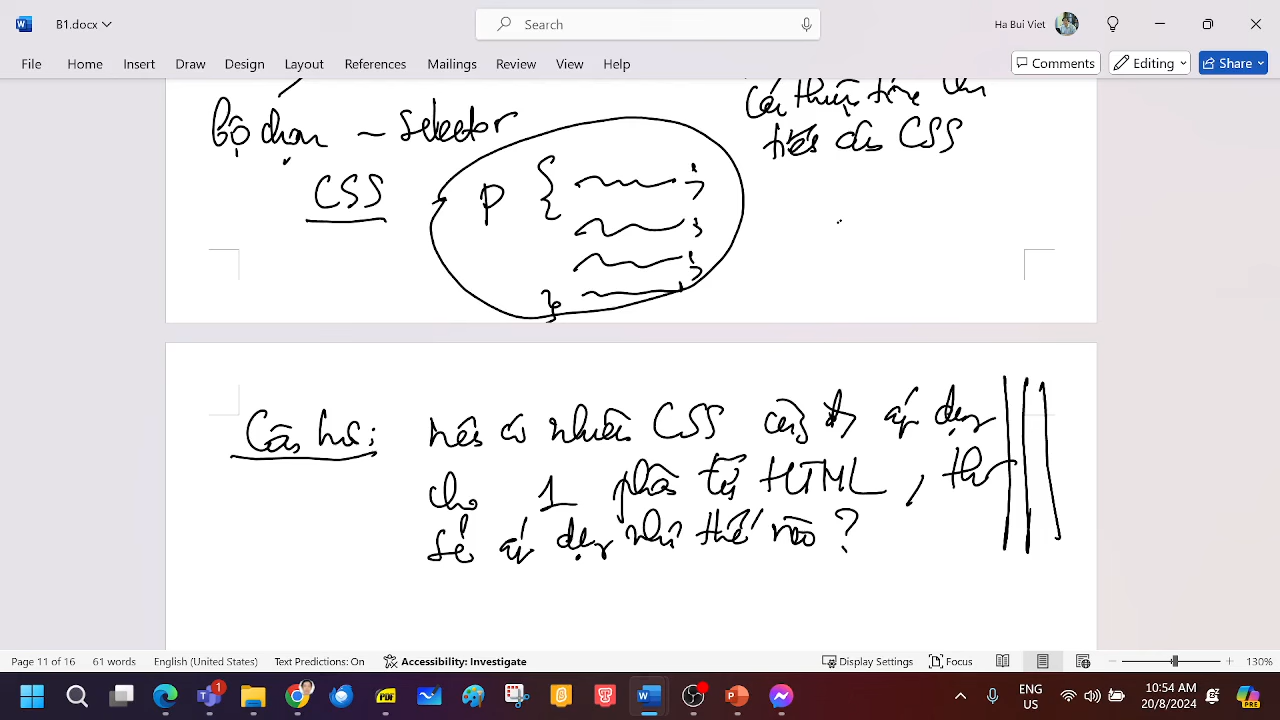 B1.docx
Search
Ha Bui Viet
File Home Insert Draw Design Layout References Mailings Review View Help
Comments Editing Share
bộ chọn ~ selector
Các thuộc tính
CSS
CSS
p {
;
;
;
}
Câu hỏi: nếu có nhiều CSS cùng áp dụng
cho 1 phần tử HTML, thì
sẽ áp dụng như thế nào?
Page 11 of 16 61 words English (United States) Text Predictions: On Accessibility: Investigate Display Settings Focus 130%
ENG
US
10:54 AM
20/8/2024
1
PDF
PRE